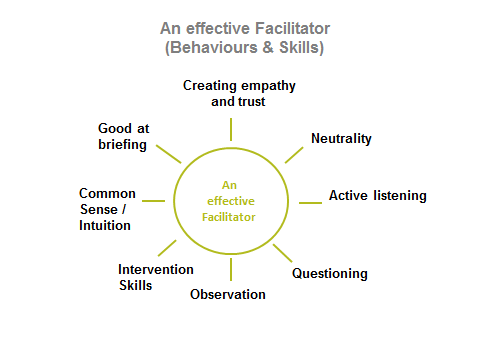 An effective Facilitator
(Behaviours & Skills)
Creating empathy
and trust
Neutrality
Active listening
Questioning
Observation
Intervention
Skills
Common
Sense /
Intuition
Good at
briefing
An
effective
Facilitator